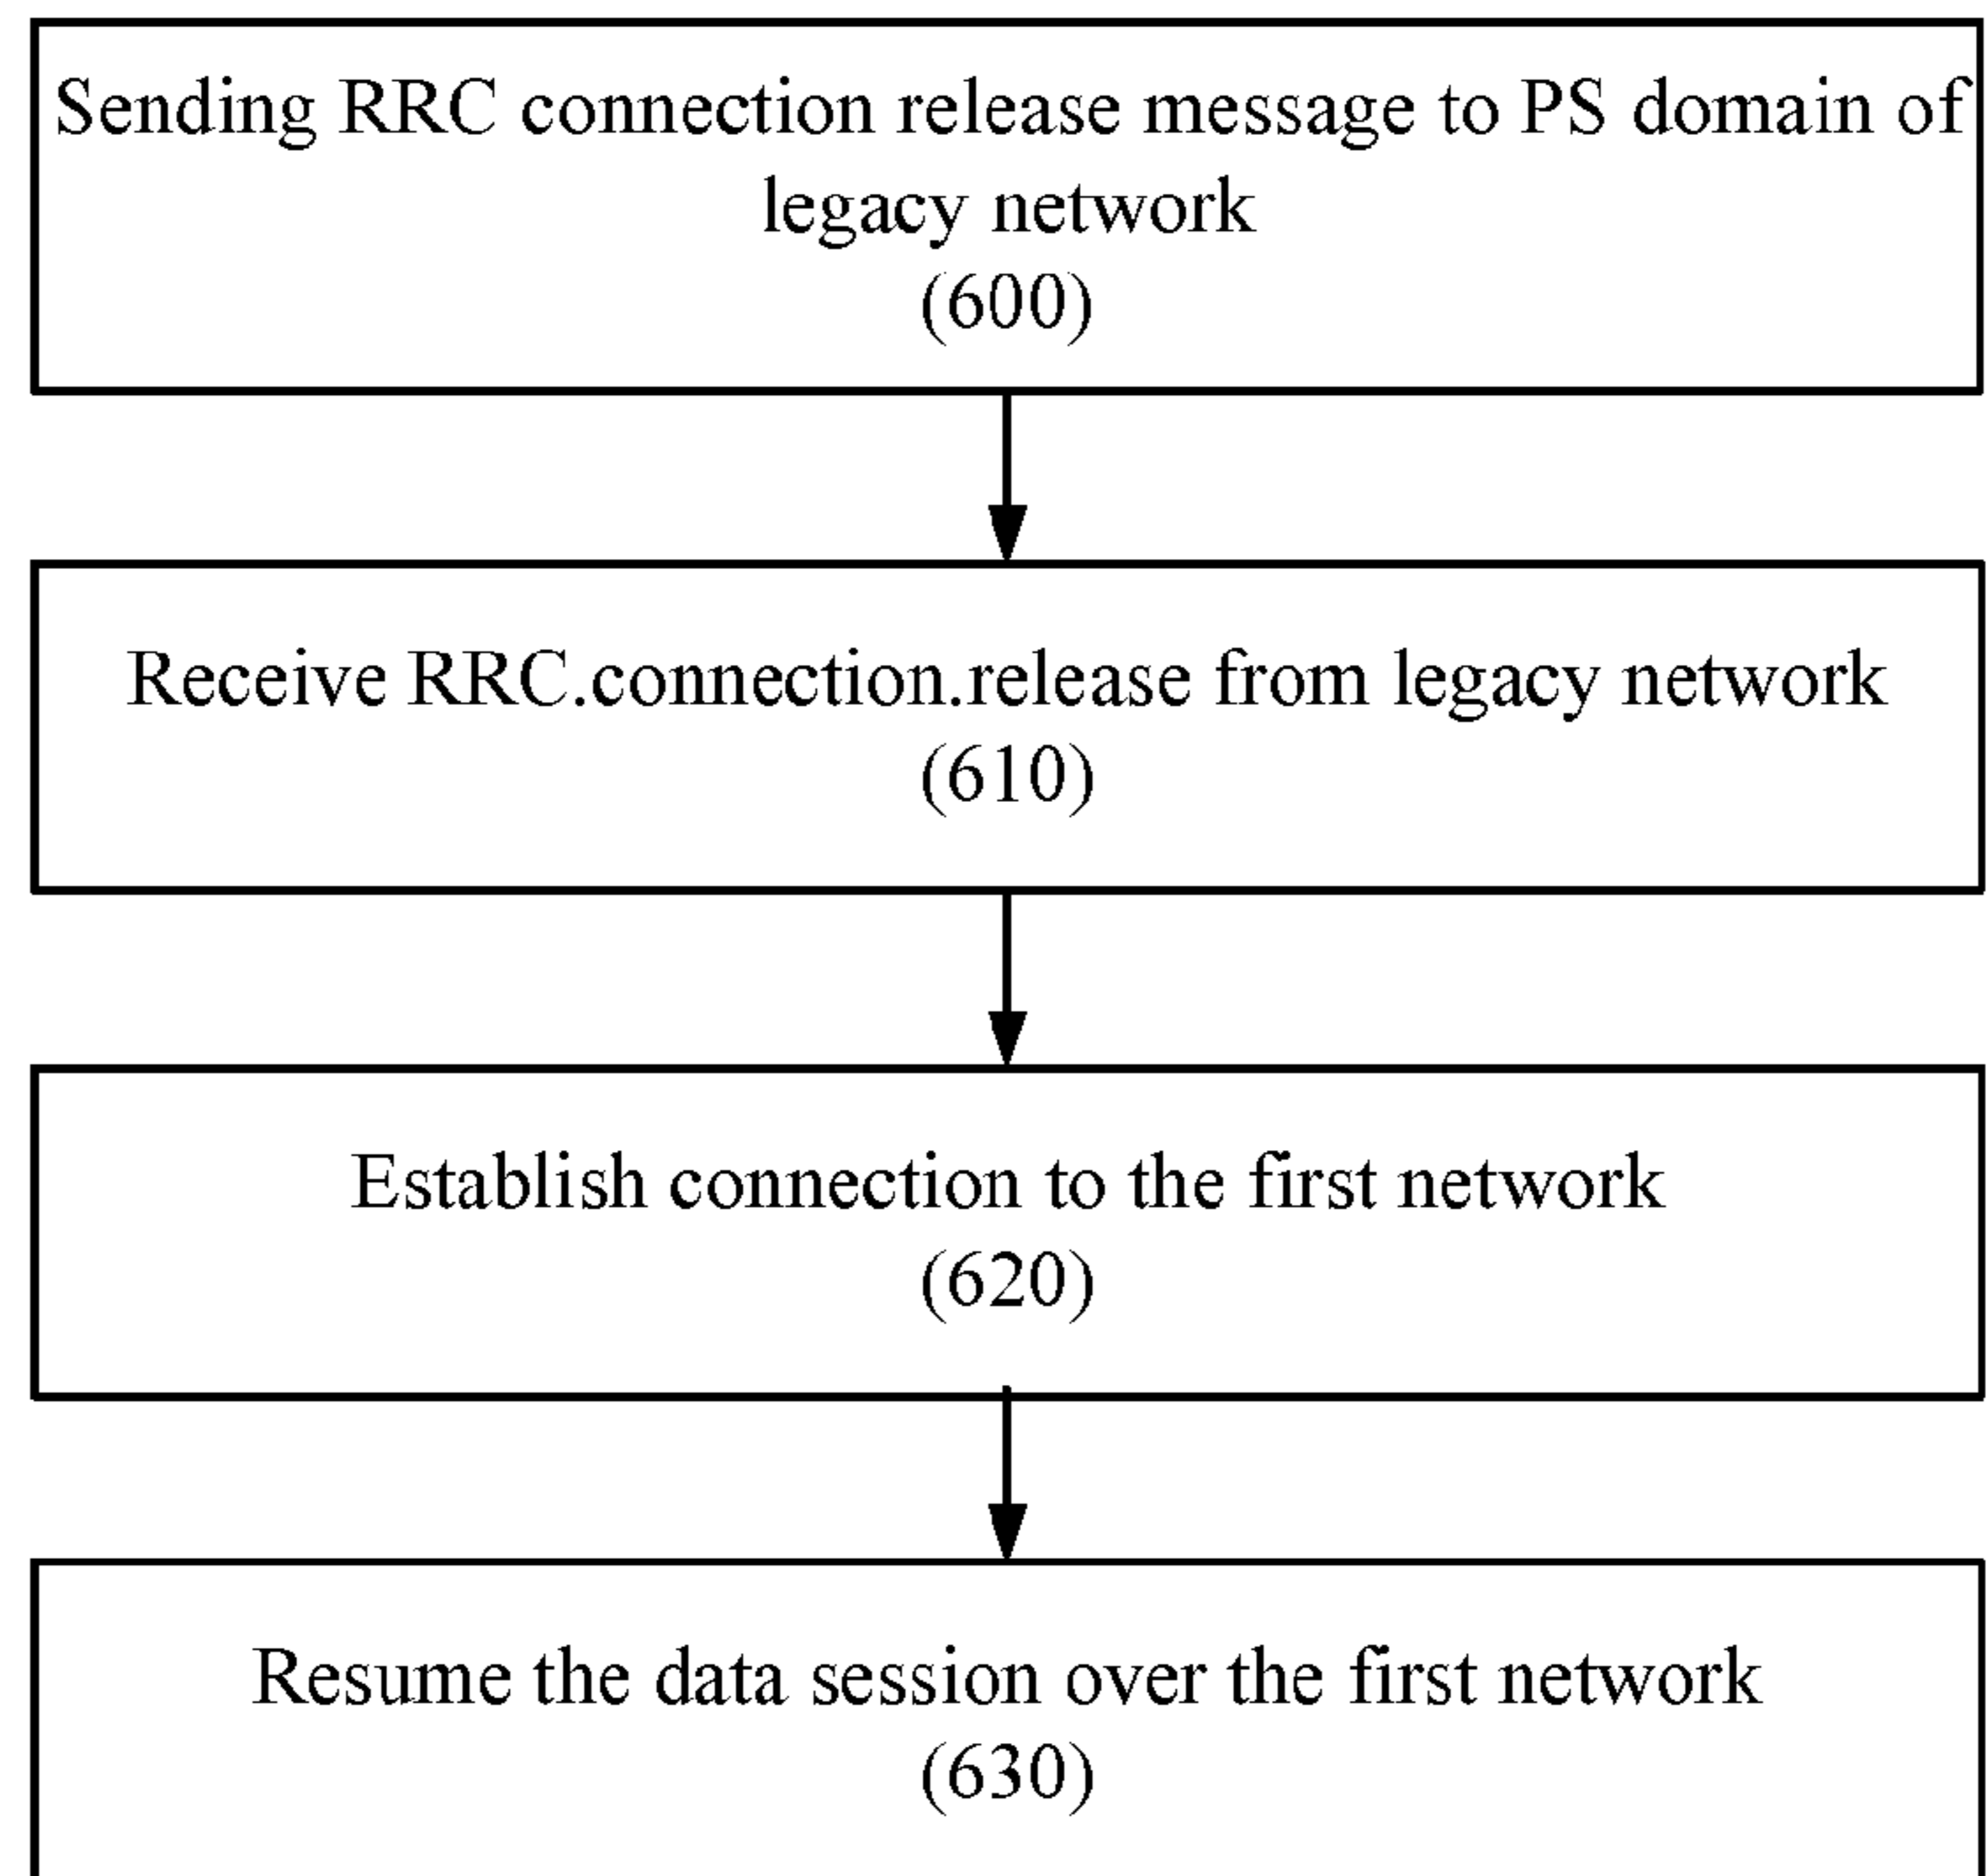 Sending RRC connection release message to PS domain of
legacy network
(600)
Receive RRC.connection.release from legacy network
(610)
Establish connection to the first network
(620)
Resume the data session over the first network
(630)